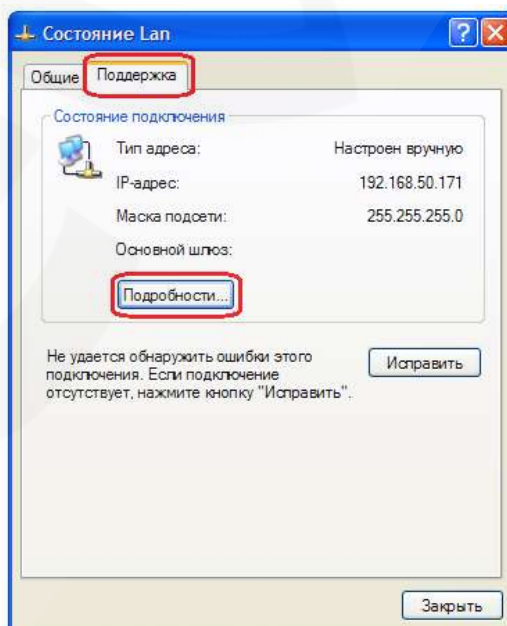 Состояние Lan
Общие Поддержка
Состояние подключения
Тип адреса: Настроен вручную
IP-адрес: 192.168.50.171
Маска подсети: 255.255.255.0
Основной шлюз:
Подробности...
Не удается обнаружить ошибки этого
подключения. Если подключение
отсутствует, нажмите кнопку "Исправить".
Исправить
Закрыть